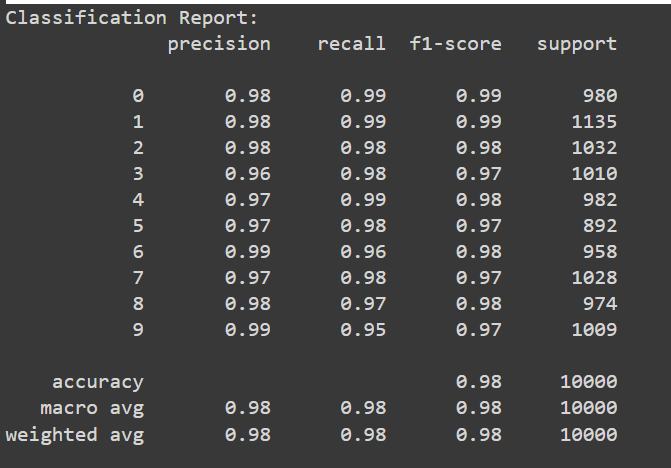 Classification Report:
precision recall f1-score support
0 0.98 0.99 0.99 980
1 0.98 0.99 0.99 1135
2 0.98 0.98 0.98 1032
3 0.96 0.98 0.97 1010
4 0.97 0.99 0.98 982
5 0.97 0.98 0.97 892
6 0.99 0.96 0.98 958
7 0.97 0.98 0.97 1028
8 0.98 0.97 0.98 974
9 0.99 0.95 0.97 1009
accuracy 0.98 10000
macro avg 0.98 0.98 0.98 10000
weighted avg 0.98 0.98 0.98 10000